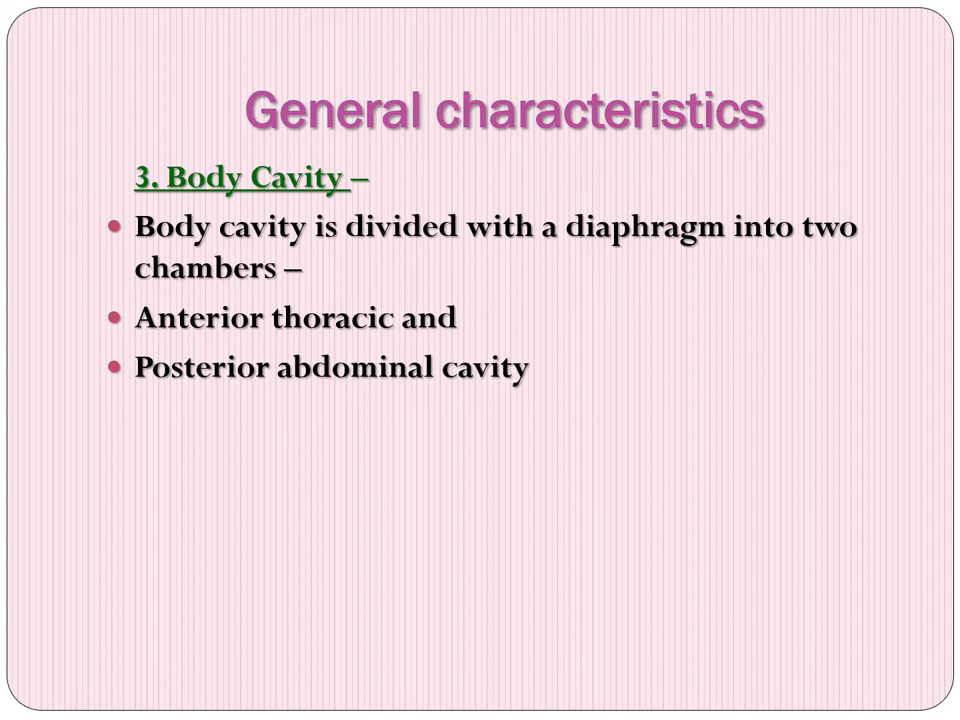 General characteristics
3. Body Cavity –
• Body cavity is divided with a diaphragm into two
chambers –
• Anterior thoracic and
• Posterior abdominal cavity